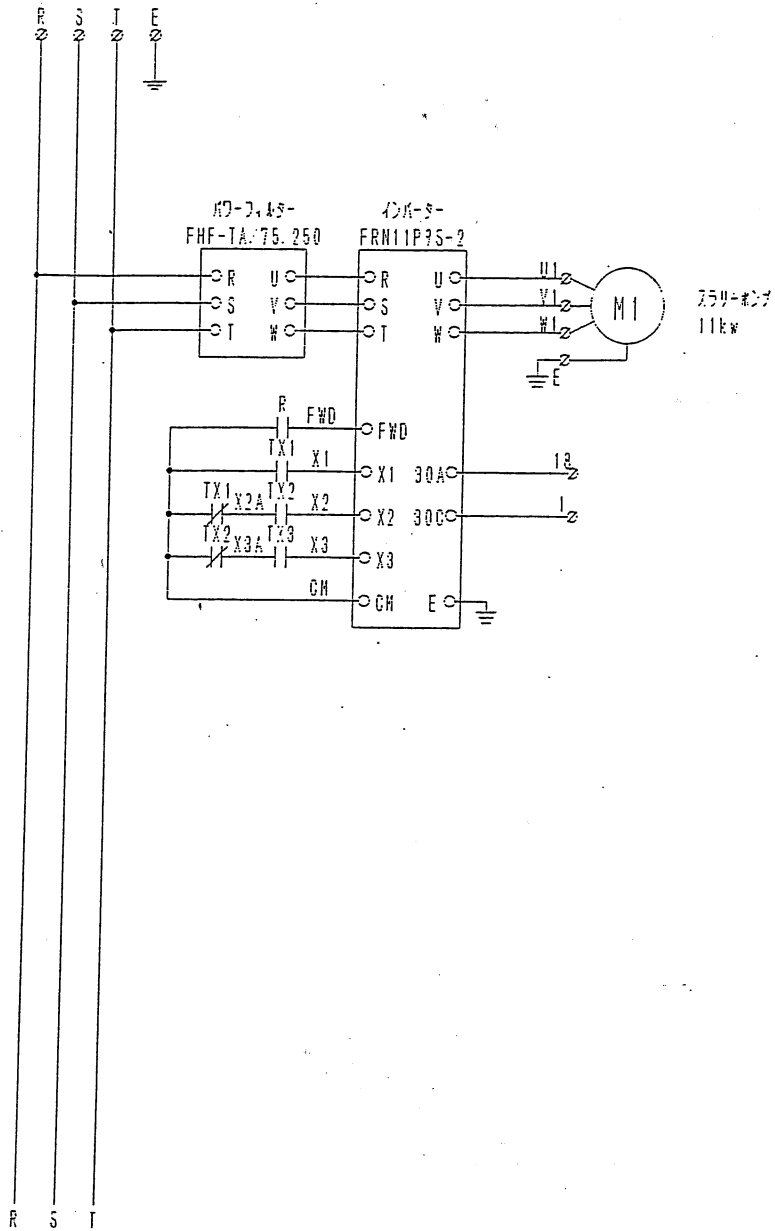 R S T E
パワーフィルター
FHF-TA/75.250
インバーター
FRN11P9S-2
R U R U U1
S V S V V1 M1 スラリーポンプ
T W T W W1 11kw
E
R FWD FWD
TX1 X1 X1 30A 18
TX1 X2A TX2 X2 X2 30C 1
TX2 X3A TX3 X3 X3
CM CM E
R S T